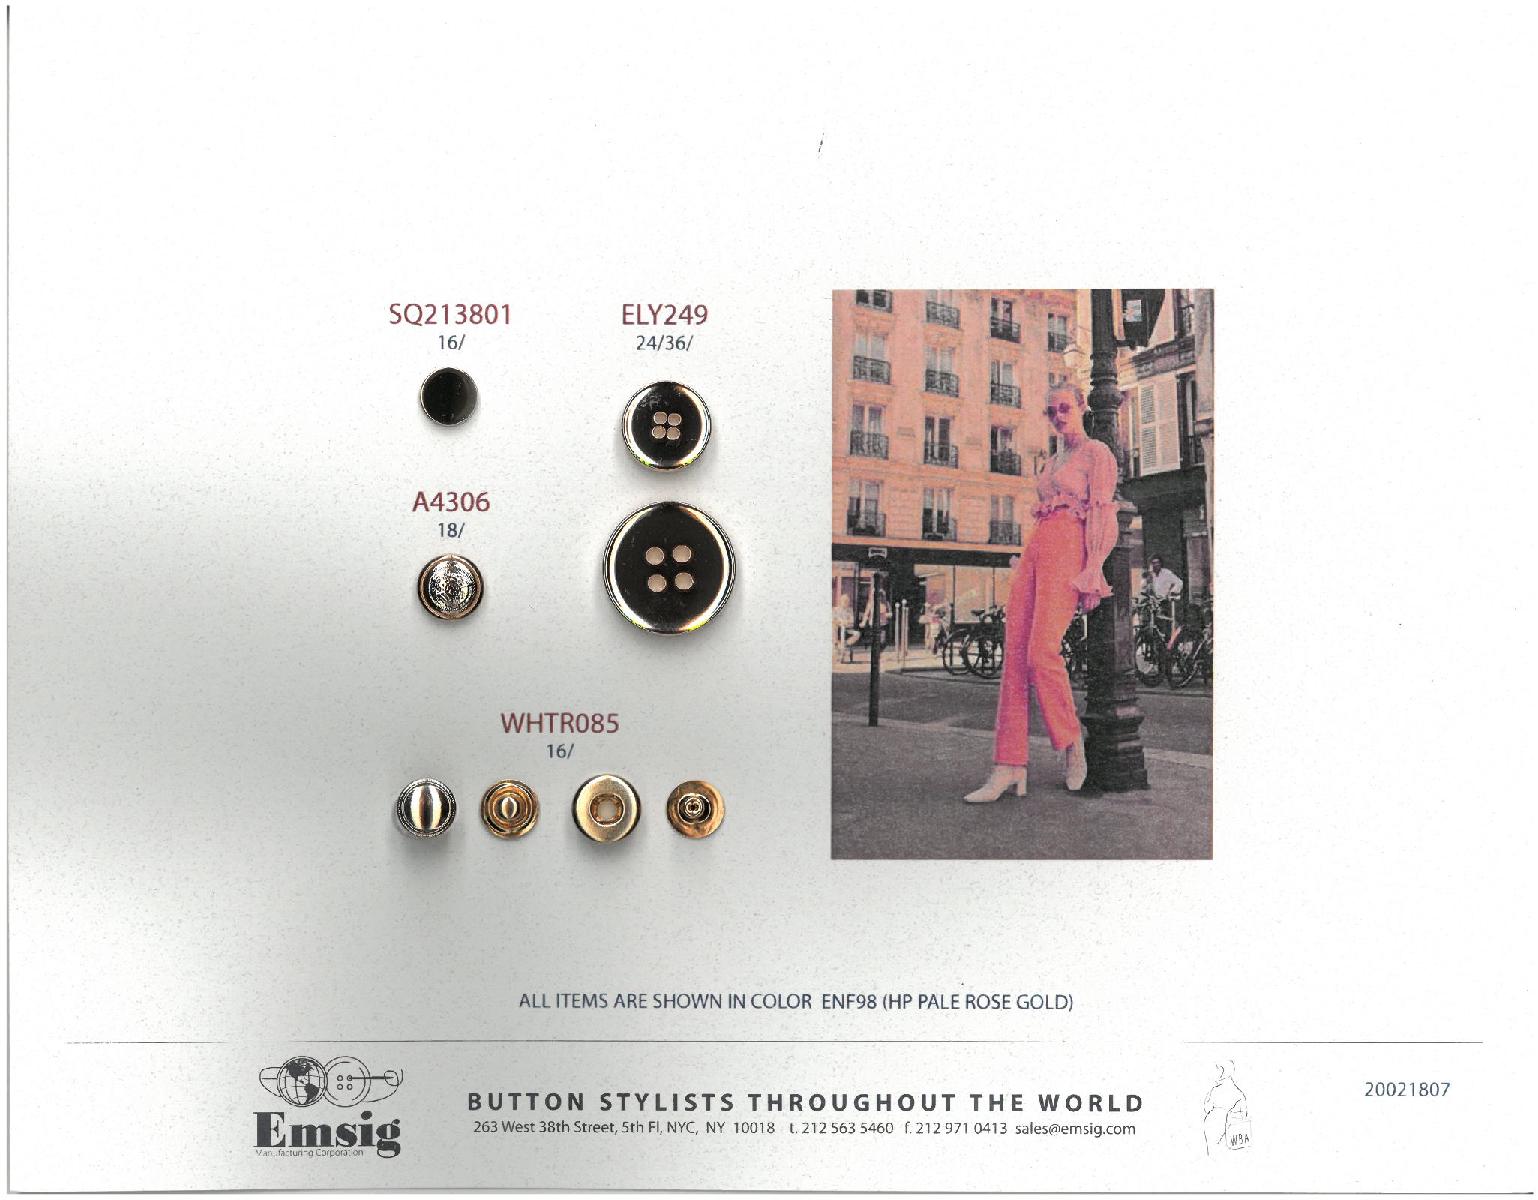 SQ213801
16/
ELY249
24/36/
A4306
18/
WHTR085
16/
ALL ITEMS ARE SHOWN IN COLOR ENF98 (HP PALE ROSE GOLD)
Emsig
Manufacturing Corporation
BUTTON STYLISTS THROUGHOUT THE WORLD
263 West 38th Street, 5th Fl, NYC, NY 10018 t. 212 563 5460 f. 212 971 0413 sales@emsig.com
WBA
20021807